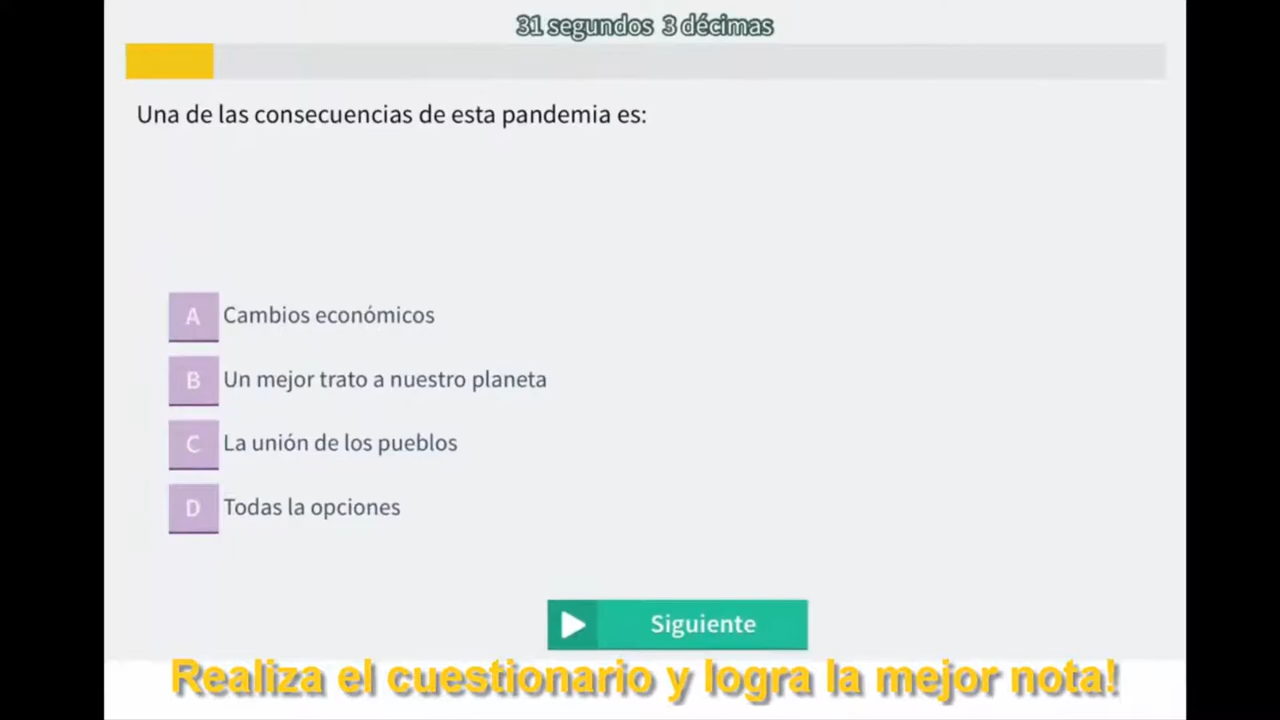 31 segundos 3 décimas
Una de las consecuencias de esta pandemia es:
A Cambios económicos
B Un mejor trato a nuestro planeta
C La unión de los pueblos
D Todas la opciones
Siguiente
Realiza el cuestionario y logra la mejor nota!